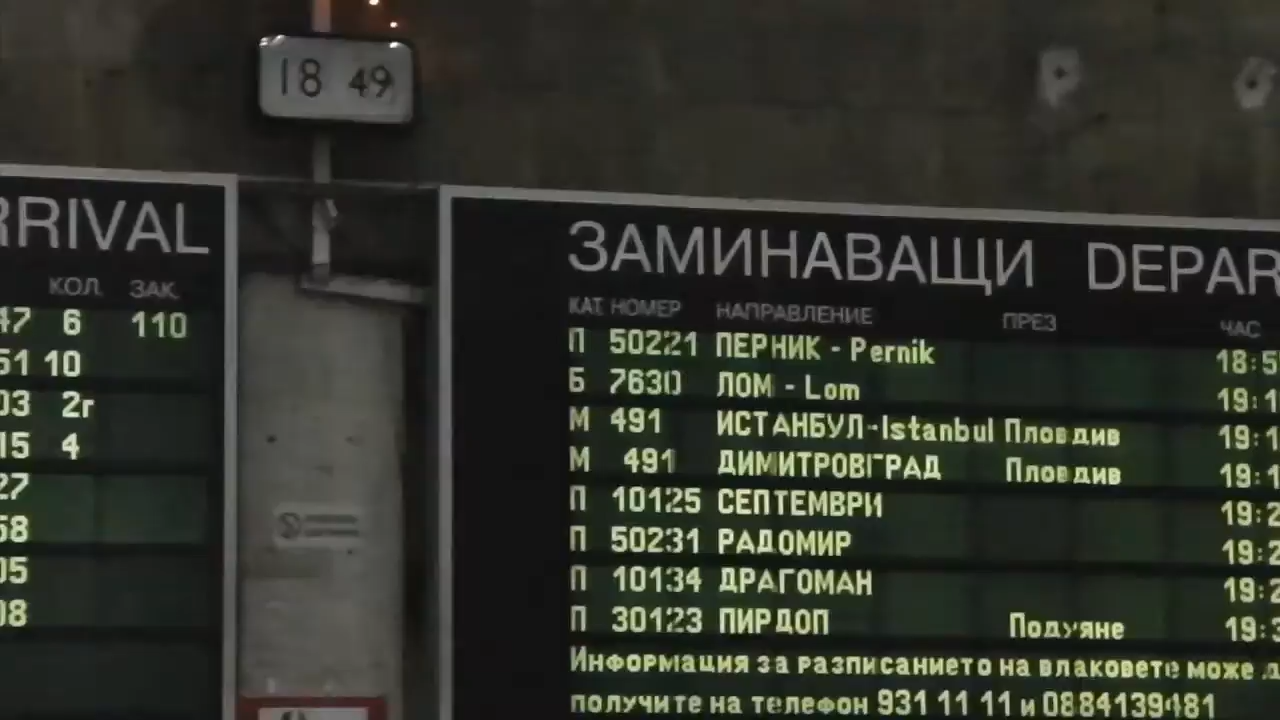 18 49
RRIVAL
КОЛ. ЗАК.
47 6 110
51 10
03 2г
15 4
27
58
05
08
ЗАМИНАВАЩИ DEPAR
КАТ. НОМЕР НАПРАВЛЕНИЕ ПРЕЗ ЧАС
П 50221 ПЕРНИК - Pernik 18:5
Б 7630 ЛОМ - Lom 19:1
М 491 ИСТАНБУЛ-Istanbul Пловдив 19:1
М 491 ДИМИТРОВГРАД Пловдив 19:1
П 10125 СЕПТЕМВРИ 19:2
П 50231 РАДОМИР 19:2
П 10134 ДРАГОМАН 19:2
П 30123 ПИРДОП Подуяне 19:3
Информация за разписанието на влаковете може д
получите на телефон 931 11 11 и 0884139481